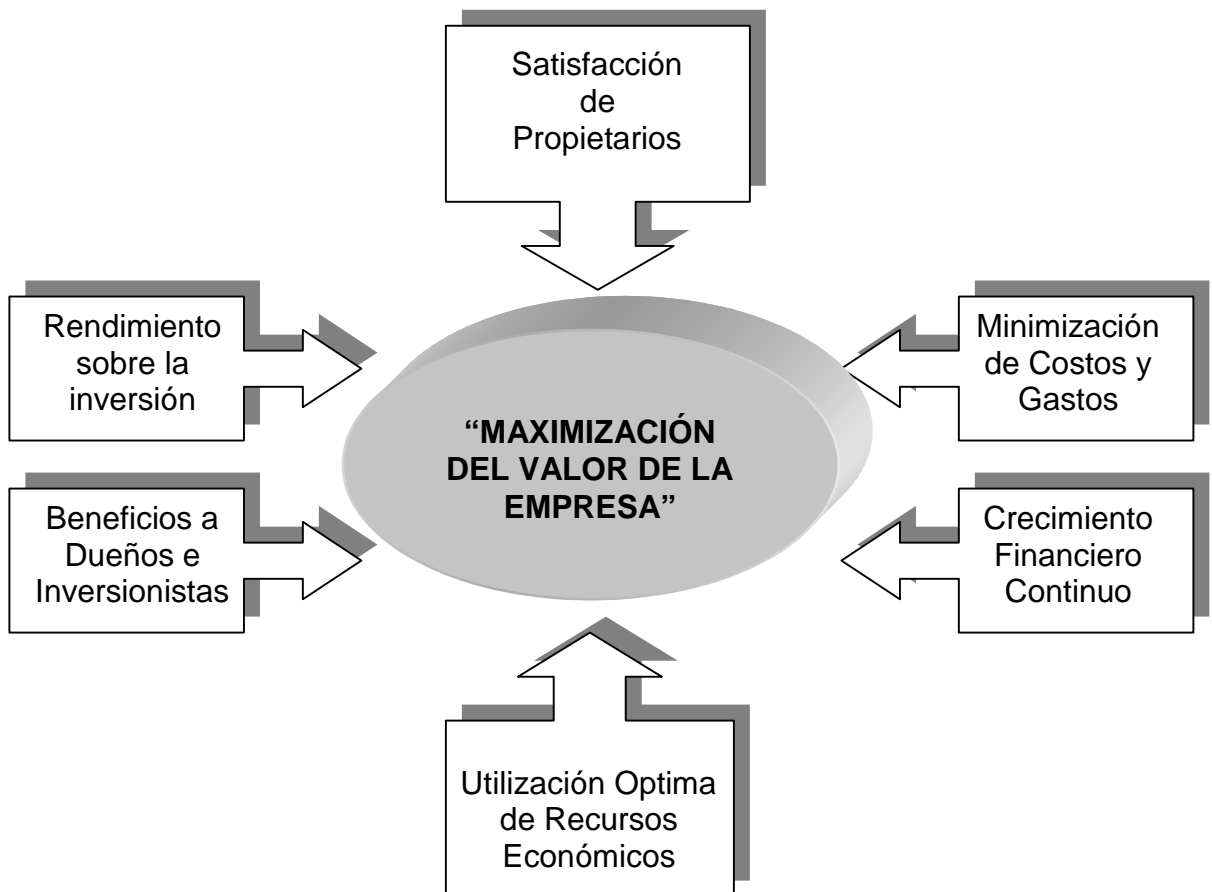 Satisfacción
de
Propietarios
Rendimiento
sobre la
inversión
Minimización
de Costos y
Gastos
“MAXIMIZACIÓN
DEL VALOR DE LA
EMPRESA”
Beneficios a
Dueños e
Inversionistas
Crecimiento
Financiero
Continuo
Utilización Optima
de Recursos
Económicos